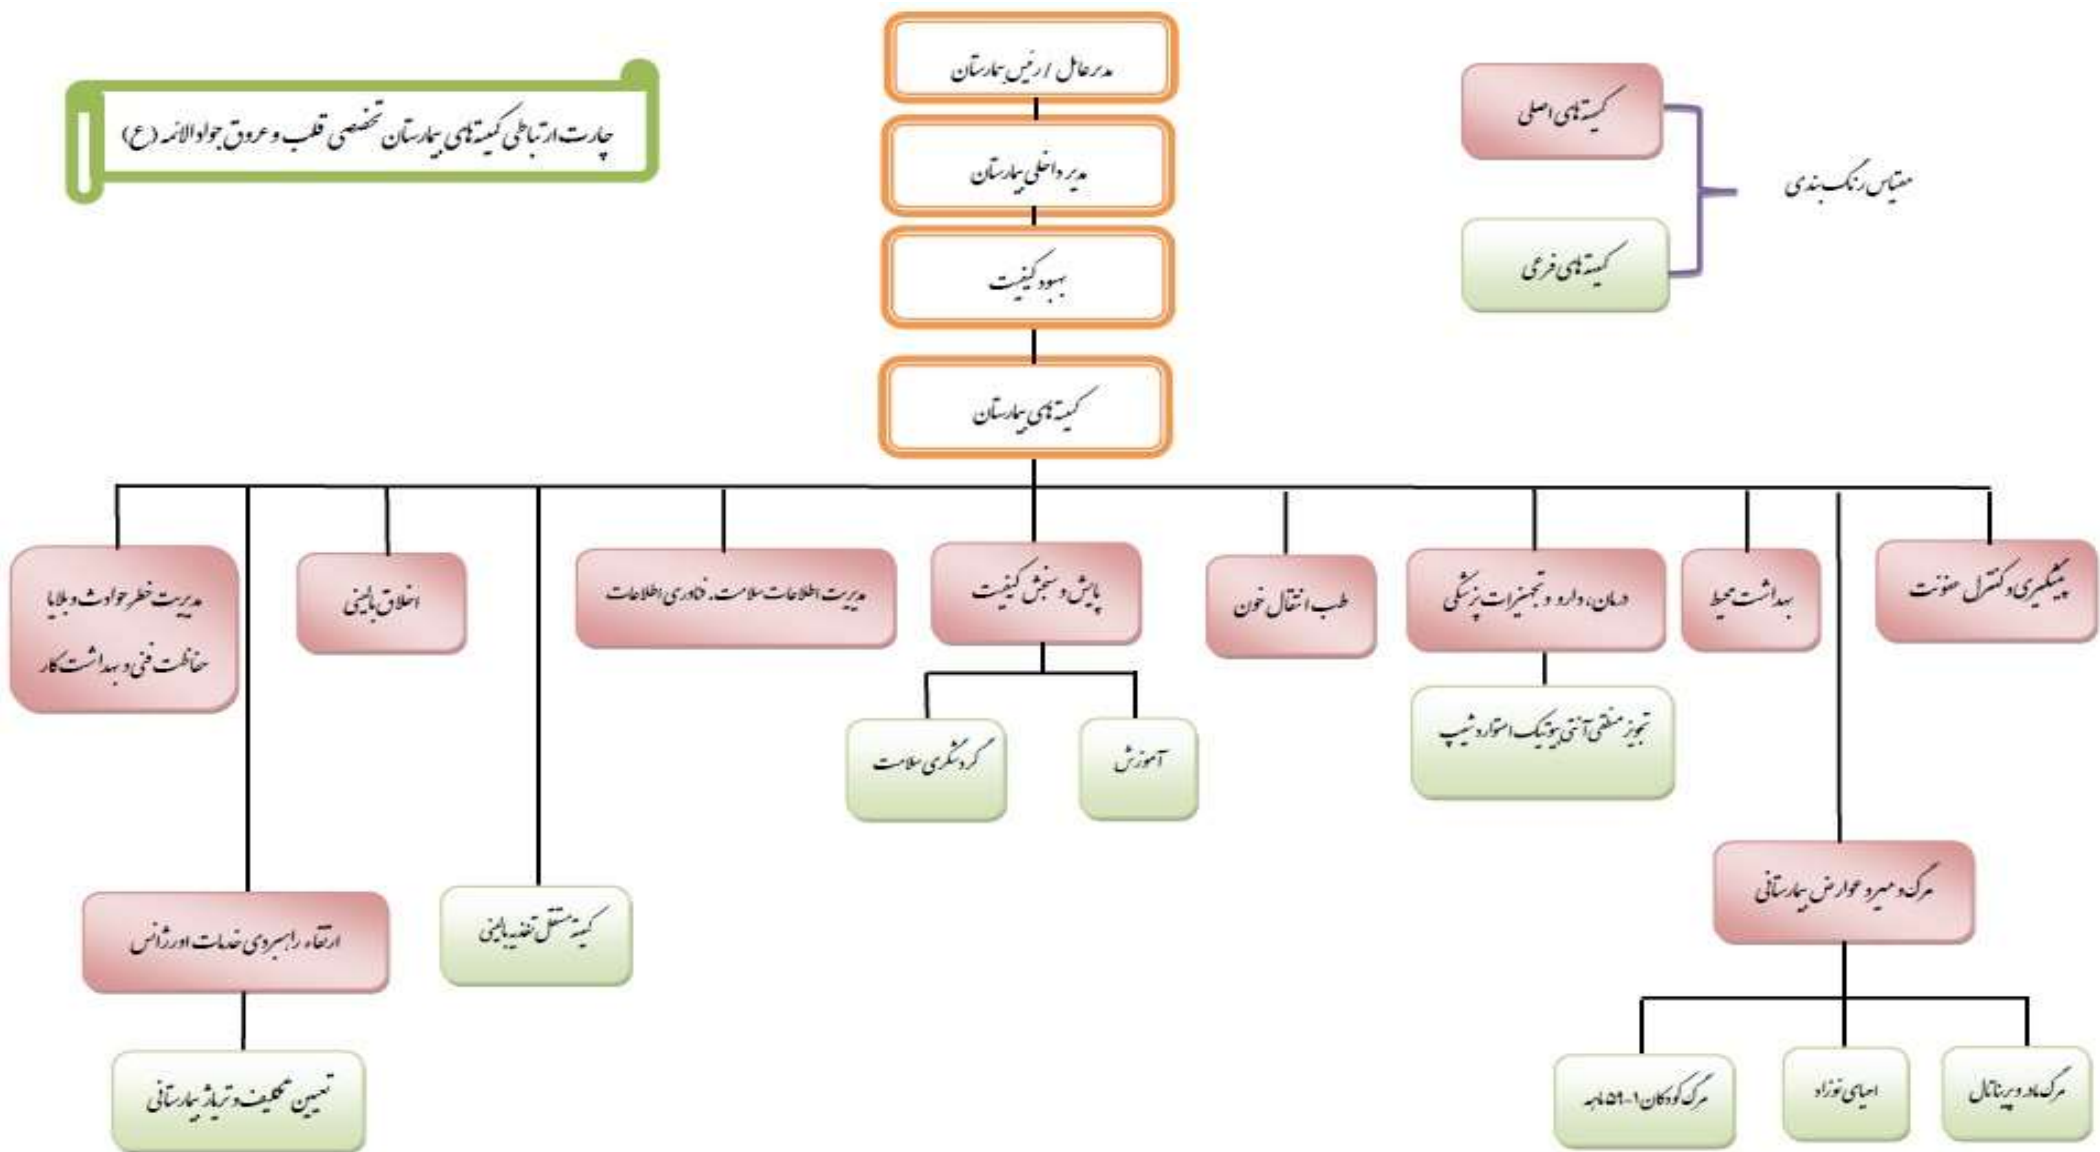 چارت ارتباطی کمیته های بیمارستان تخصصی قلب و عروق جواد الائمه (ع)
مدیرعامل / رئیس بیمارستان
مدیر داخلی بیمارستان
بهبود کیفیت
کمیته های بیمارستان
کمیته های اصلی
مقیاس رنگ بندی
کمیته های فرعی
پیشگیری و کنترل عفونت
بهداشت محیط
درمان، دارو و تجهیزات پزشکی
طب انتقال خون
پایش و سنجش کیفیت
مدیریت اطلاعات سلامت، فناوری اطلاعات
اخلاق بالینی
مدیریت خطر حوادث و بلایا
حفاظت فنی و بهداشت کار
تجویز منطقی آنتی بیوتیک استوارد شیپ
آموزش
گردشگری سلامت
مرگ و میر و عوارض بیمارستانی
کمیته مستقل تغذیه بالینی
ارتقاء راهبردی خدمات اورژانس
مرگ مادر و پریناتال
احیای نوزاد
مرگ کودکان ۱-۵۹ ماهه
تعیین تکلیف و تریاژ بیمارستانی